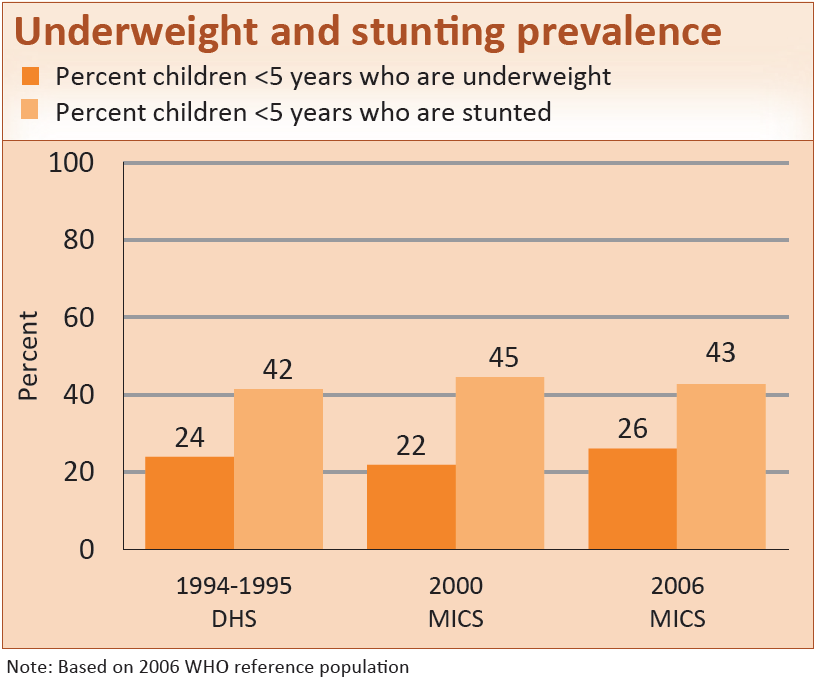 Underweight and stunting prevalence
Percent children <5 years who are underweight
Percent children <5 years who are stunted
Percent
100
80
60
40
20
0
24
42
22
45
26
43
1994-1995
DHS
2000
MICS
2006
MICS
Note: Based on 2006 WHO reference population